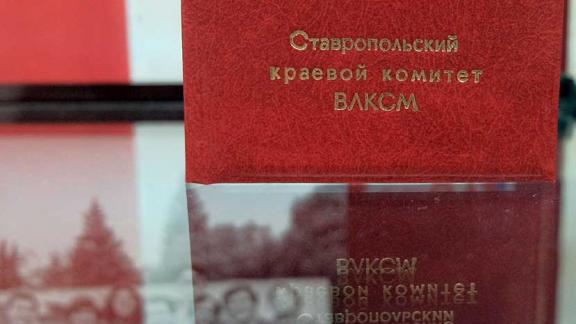 Ставропольский
краевой комитет
ВЛКСМ